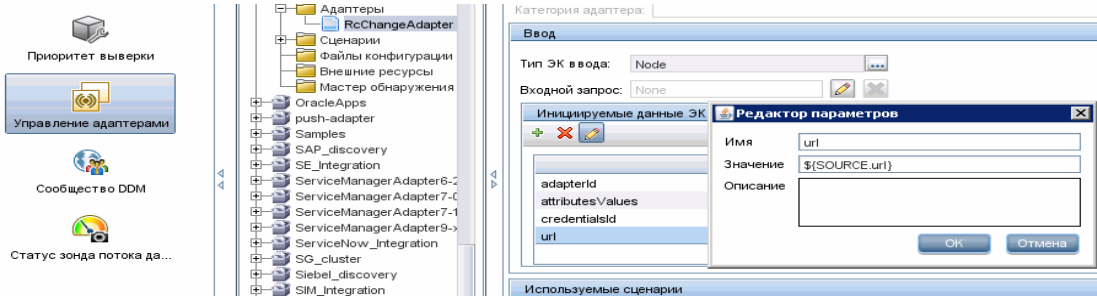 Приоритет выверки
Управление адаптерами
Сообщество DDM
Статус зонда потока да...
Адаптеры
RcChangeAdapter
Сценарии
Файлы конфигурации
Внешние ресурсы
Мастер обнаружения
OracleApps
push-adapter
Samples
SAP_discovery
SE_Integration
ServiceManagerAdapter6-2
ServiceManagerAdapter7-0
ServiceManagerAdapter7-1
ServiceManagerAdapter9-x
ServiceNow_Integration
SG_cluster
Siebel_discovery
SIM_Integration
Категория адаптера:
Ввод
Тип ЭК ввода: Node ...
Входной запрос: None
Инициируемые данные ЭК
adapterId
attributesValues
credentialsId
url
Редактор параметров
Имя url
Значение ${SOURCE.url}
Описание
OK Отмена
Используемые сценарии